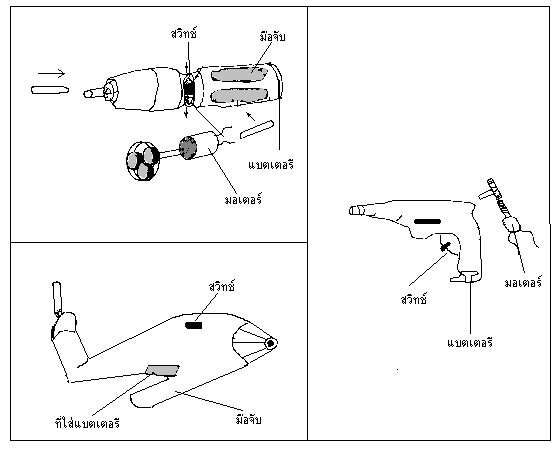 สวิทช์
มือจับ
แบตเตอรี
มอเตอร์
สวิทช์
ที่ใส่แบตเตอรี
มือจับ
สวิทช์
มอเตอร์
แบตเตอรี